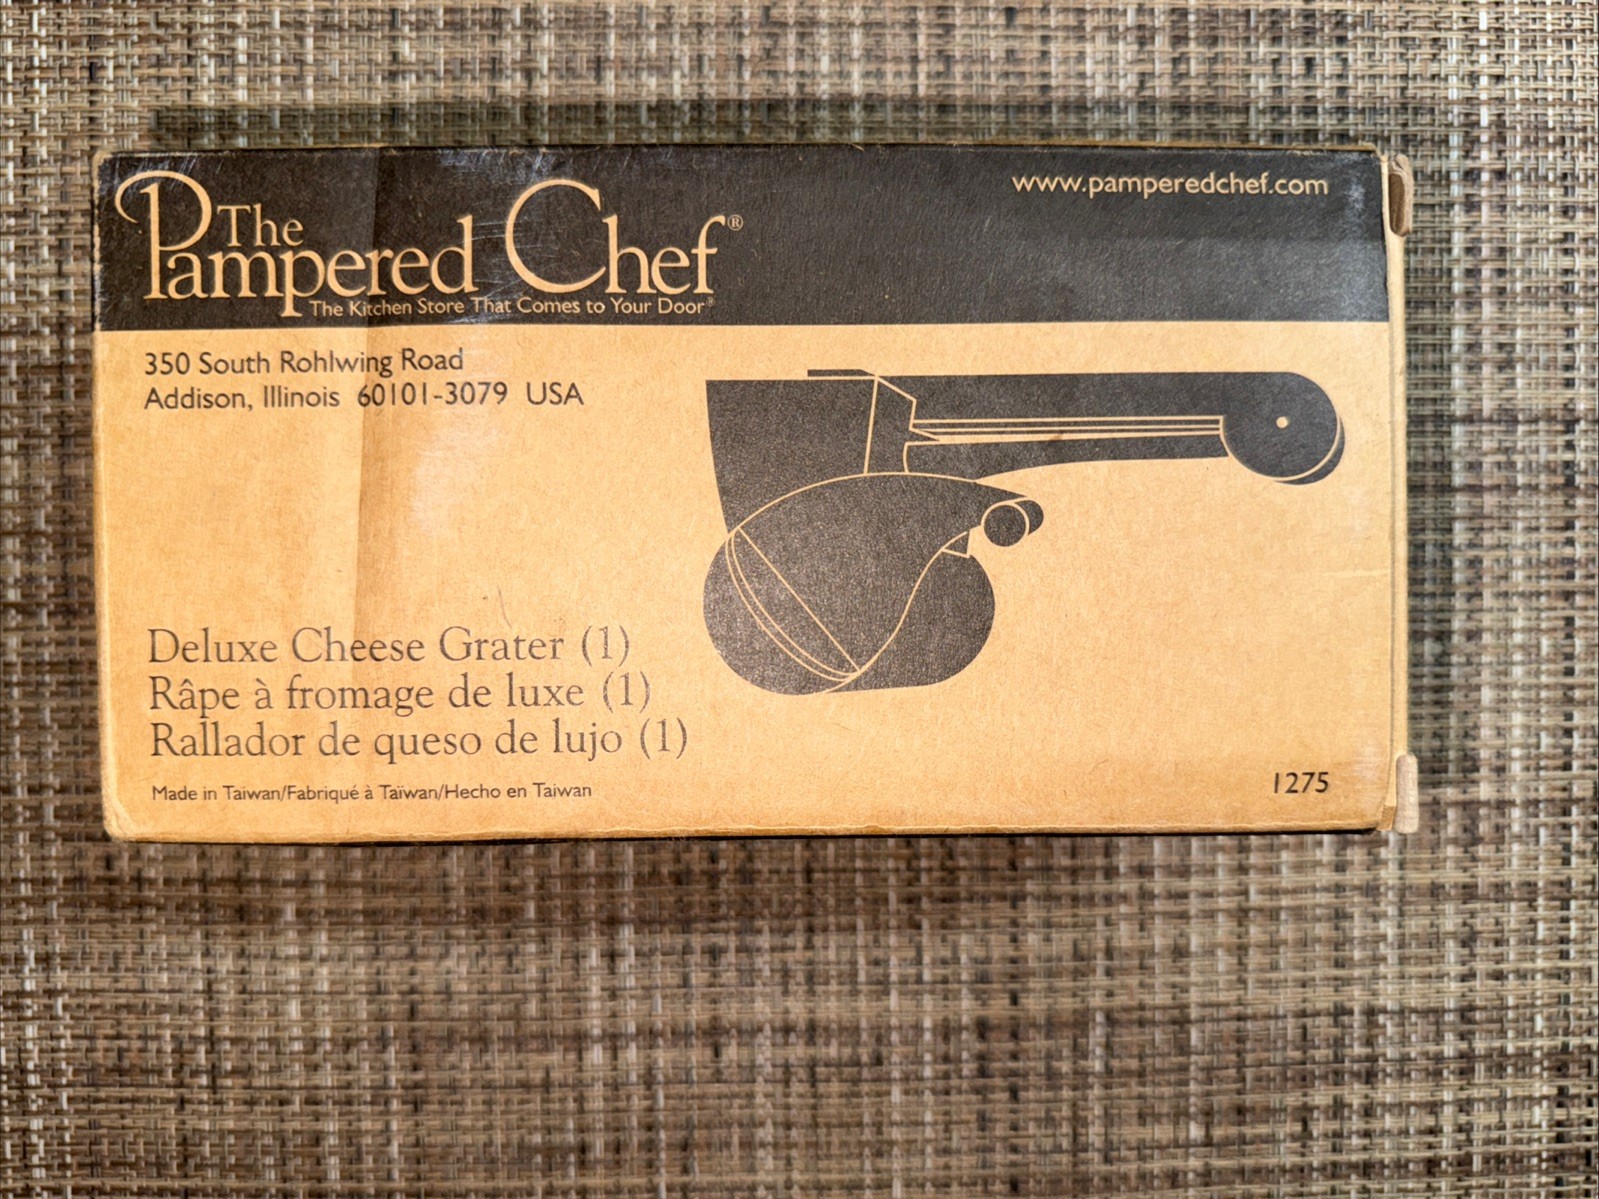 The
Pampered Chef®
The Kitchen Store That Comes to Your Door®
www.pamperedchef.com
350 South Rohlwing Road
Addison, Illinois 60101-3079 USA
Deluxe Cheese Grater (1)
Râpe à fromage de luxe (1)
Rallador de queso de lujo (1)
Made in Taiwan/Fabriqué à Taïwan/Hecho en Taiwan
1275